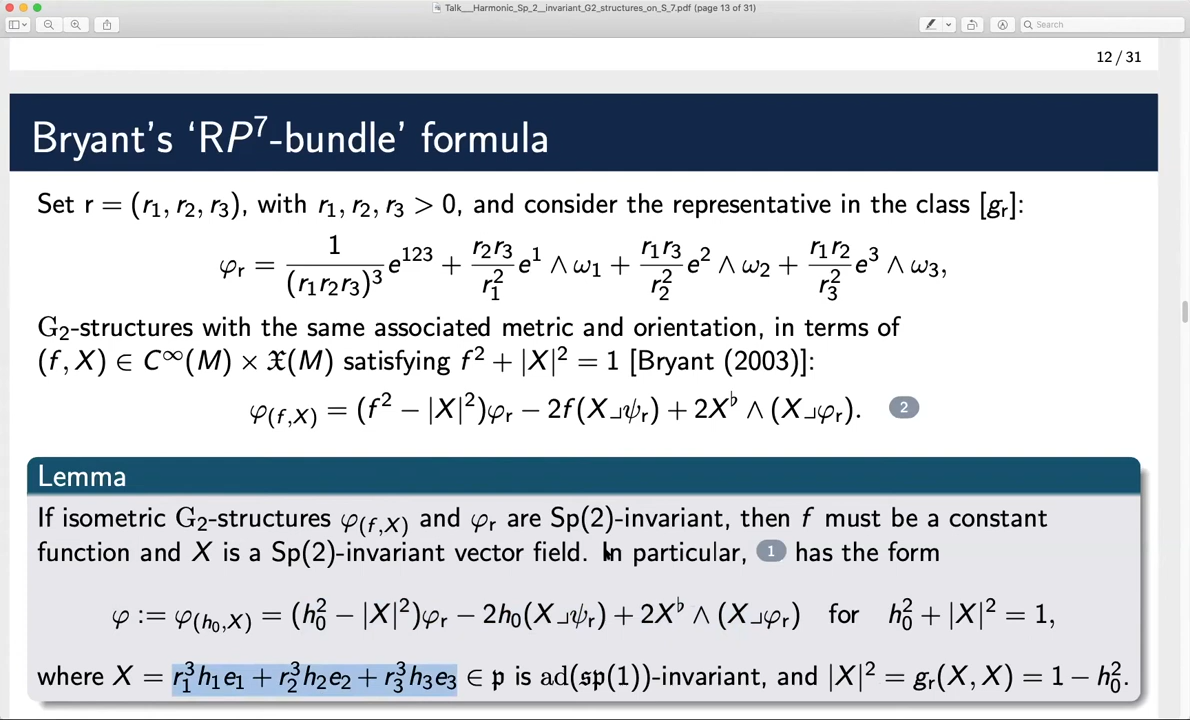 Talk__Harmonic_Sp_2__invariant_G2_structures_on_S_7.pdf (page 13 of 31)
Search
12 / 31
Bryant's ‘RP⁷-bundle’ formula
Set r = (r₁, r₂, r₃), with r₁, r₂, r₃ > 0, and consider the representative in the class [gᵣ]:
φᵣ = 1/(r₁r₂r₃)³ e¹²³ + r₂r₃/r₁² e¹ ∧ ω₁ + r₁r₃/r₂² e² ∧ ω₂ + r₁r₂/r₃² e³ ∧ ω₃,
G₂-structures with the same associated metric and orientation, in terms of
(f, X) ∈ C^∞(M) × 𝔛(M) satisfying f² + |X|² = 1 [Bryant (2003)]:
φ₍f,X₎ = (f² − |X|²)φᵣ − 2f(X⌟ψᵣ) + 2X^♭ ∧ (X⌟φᵣ). 2
Lemma
If isometric G₂-structures φ₍f,X₎ and φᵣ are Sp(2)-invariant, then f must be a constant
function and X is a Sp(2)-invariant vector field. In particular, 1 has the form
φ := φ₍h₀,X₎ = (h₀² − |X|²)φᵣ − 2h₀(X⌟ψᵣ) + 2X^♭ ∧ (X⌟φᵣ) for h₀² + |X|² = 1,
where X = r₁³h₁e₁ + r₂³h₂e₂ + r₃³h₃e₃ ∈ 𝔭 is ad(𝔰𝔭(1))-invariant, and |X|² = gᵣ(X, X) = 1 − h₀².